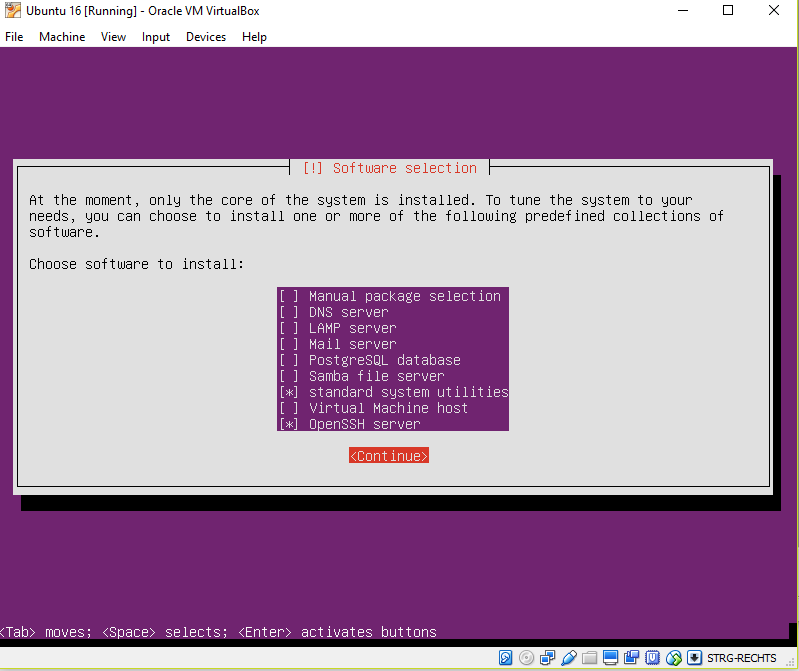 Ubuntu 16 [Running] - Oracle VM VirtualBox
File Machine View Input Devices Help
[!] Software selection
At the moment, only the core of the system is installed. To tune the system to your
needs, you can choose to install one or more of the following predefined collections of
software.
Choose software to install:
[ ] Manual package selection
[ ] DNS server
[ ] LAMP server
[ ] Mail server
[ ] PostgreSQL database
[ ] Samba file server
[*] standard system utilities
[ ] Virtual Machine host
[*] OpenSSH server
<Continue>
<Tab> moves; <Space> selects; <Enter> activates buttons
STRG-RECHTS